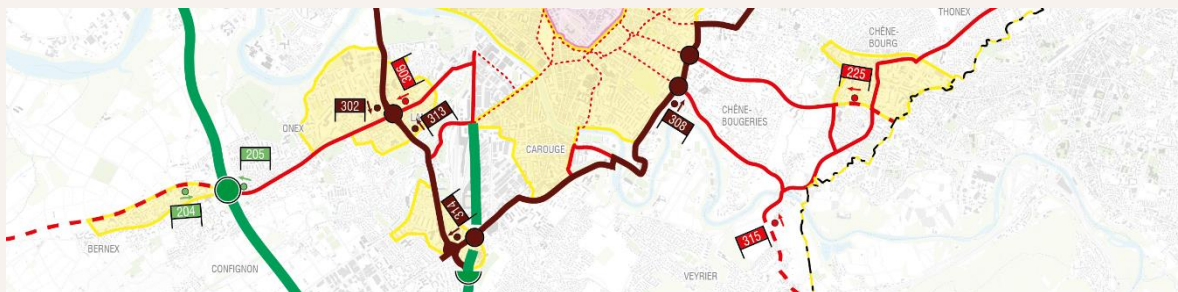 THONEX
CHÊNE-
BOURG
225
306
302
313
ONEX
308
CHÊNE-
BOUGERIES
CAROUGE
205
204
314
315
BERNEX
CONFIGNON
VEYRIER